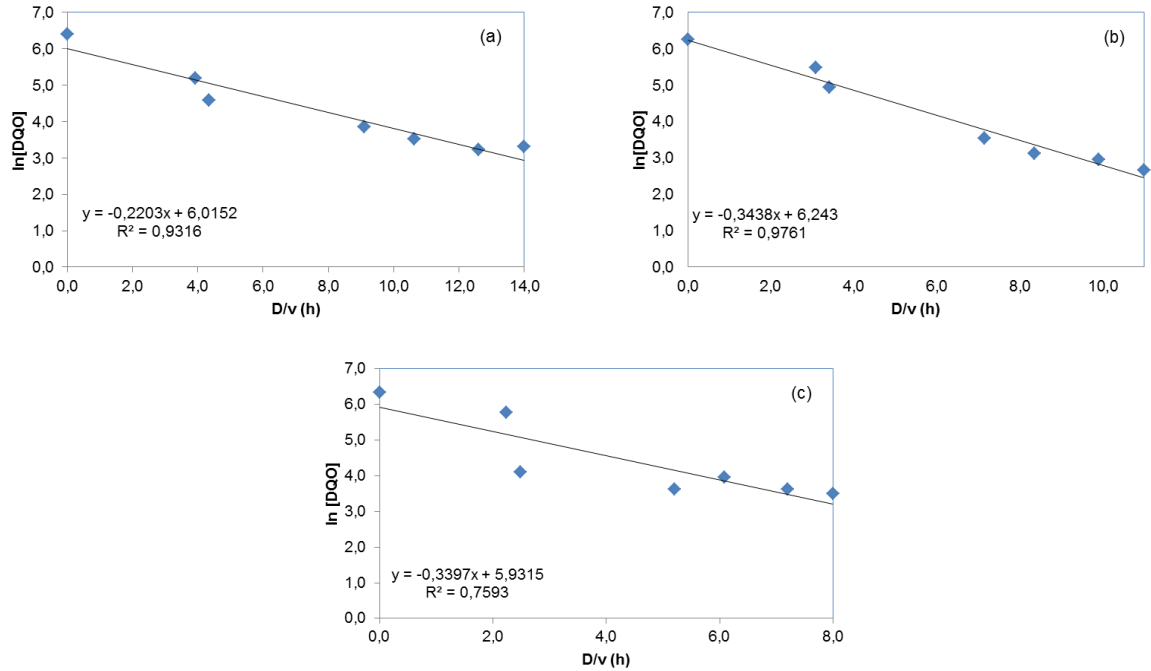 (a)
7,0
6,0
5,0
4,0
3,0
2,0
1,0
0,0
ln[DQO]
y = -0,2203x + 6,0152
R² = 0,9316
0,0 2,0 4,0 6,0 8,0 10,0 12,0 14,0
D/v (h)
(b)
7,0
6,0
5,0
4,0
3,0
2,0
1,0
0,0
ln[DQO]
y = -0,3438x + 6,243
R² = 0,9761
0,0 2,0 4,0 6,0 8,0 10,0
D/v (h)
(c)
7,0
6,0
5,0
4,0
3,0
2,0
1,0
0,0
ln [DQO]
y = -0,3397x + 5,9315
R² = 0,7593
0,0 2,0 4,0 6,0 8,0
D/v (h)